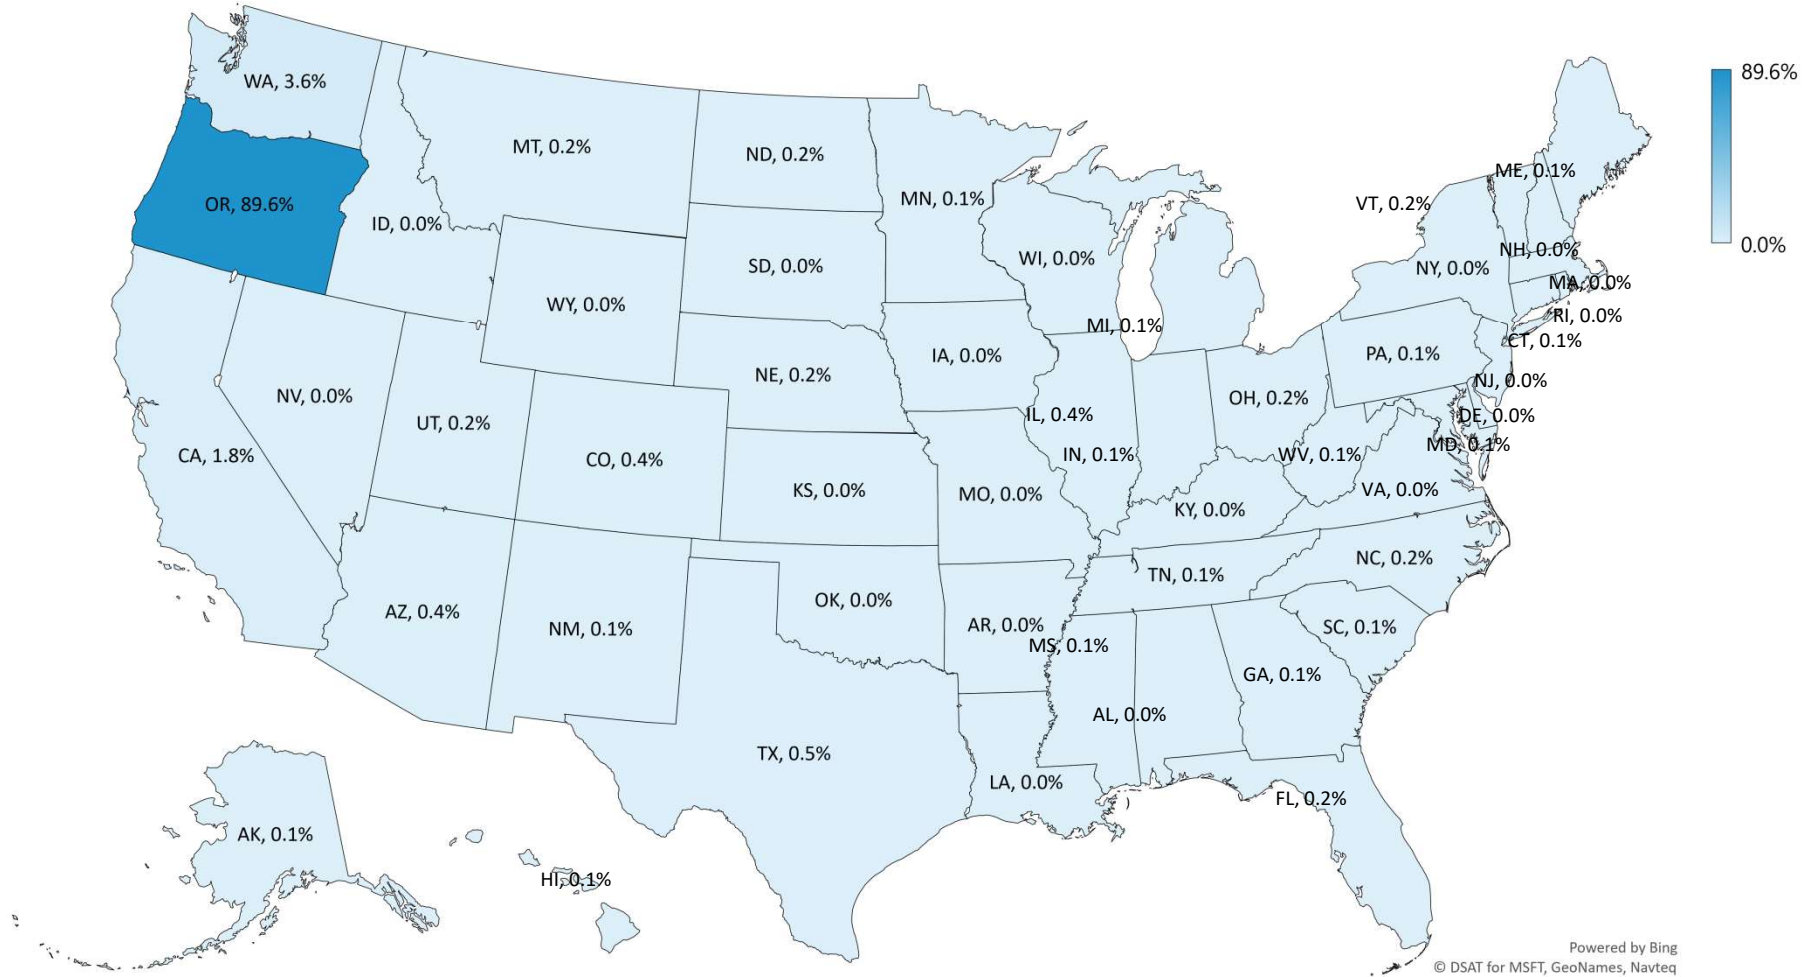 WA, 3.6%
89.6%
MT, 0.2%
ND, 0.2%
ME, 0.1%
MN, 0.1%
OR, 89.6%
VT, 0.2%
ID, 0.0%
0.0%
NH, 0.0%
WI, 0.0%
SD, 0.0%
NY, 0.0%
MA, 0.0%
WY, 0.0%
RI, 0.0%
MI, 0.1%
CT, 0.1%
IA, 0.0%
PA, 0.1%
NE, 0.2%
NJ, 0.0%
NV, 0.0%
OH, 0.2%
IL, 0.4%
DE, 0.0%
UT, 0.2%
MD, 0.1%
CA, 1.8%
IN, 0.1%
WV, 0.1%
CO, 0.4%
KS, 0.0%
MO, 0.0%
VA, 0.0%
KY, 0.0%
NC, 0.2%
TN, 0.1%
OK, 0.0%
AZ, 0.4%
AR, 0.0%
SC, 0.1%
NM, 0.1%
MS, 0.1%
GA, 0.1%
AL, 0.0%
TX, 0.5%
LA, 0.0%
FL, 0.2%
AK, 0.1%
HI, 0.1%
Powered by Bing
© DSAT for MSFT, GeoNames, Navteq